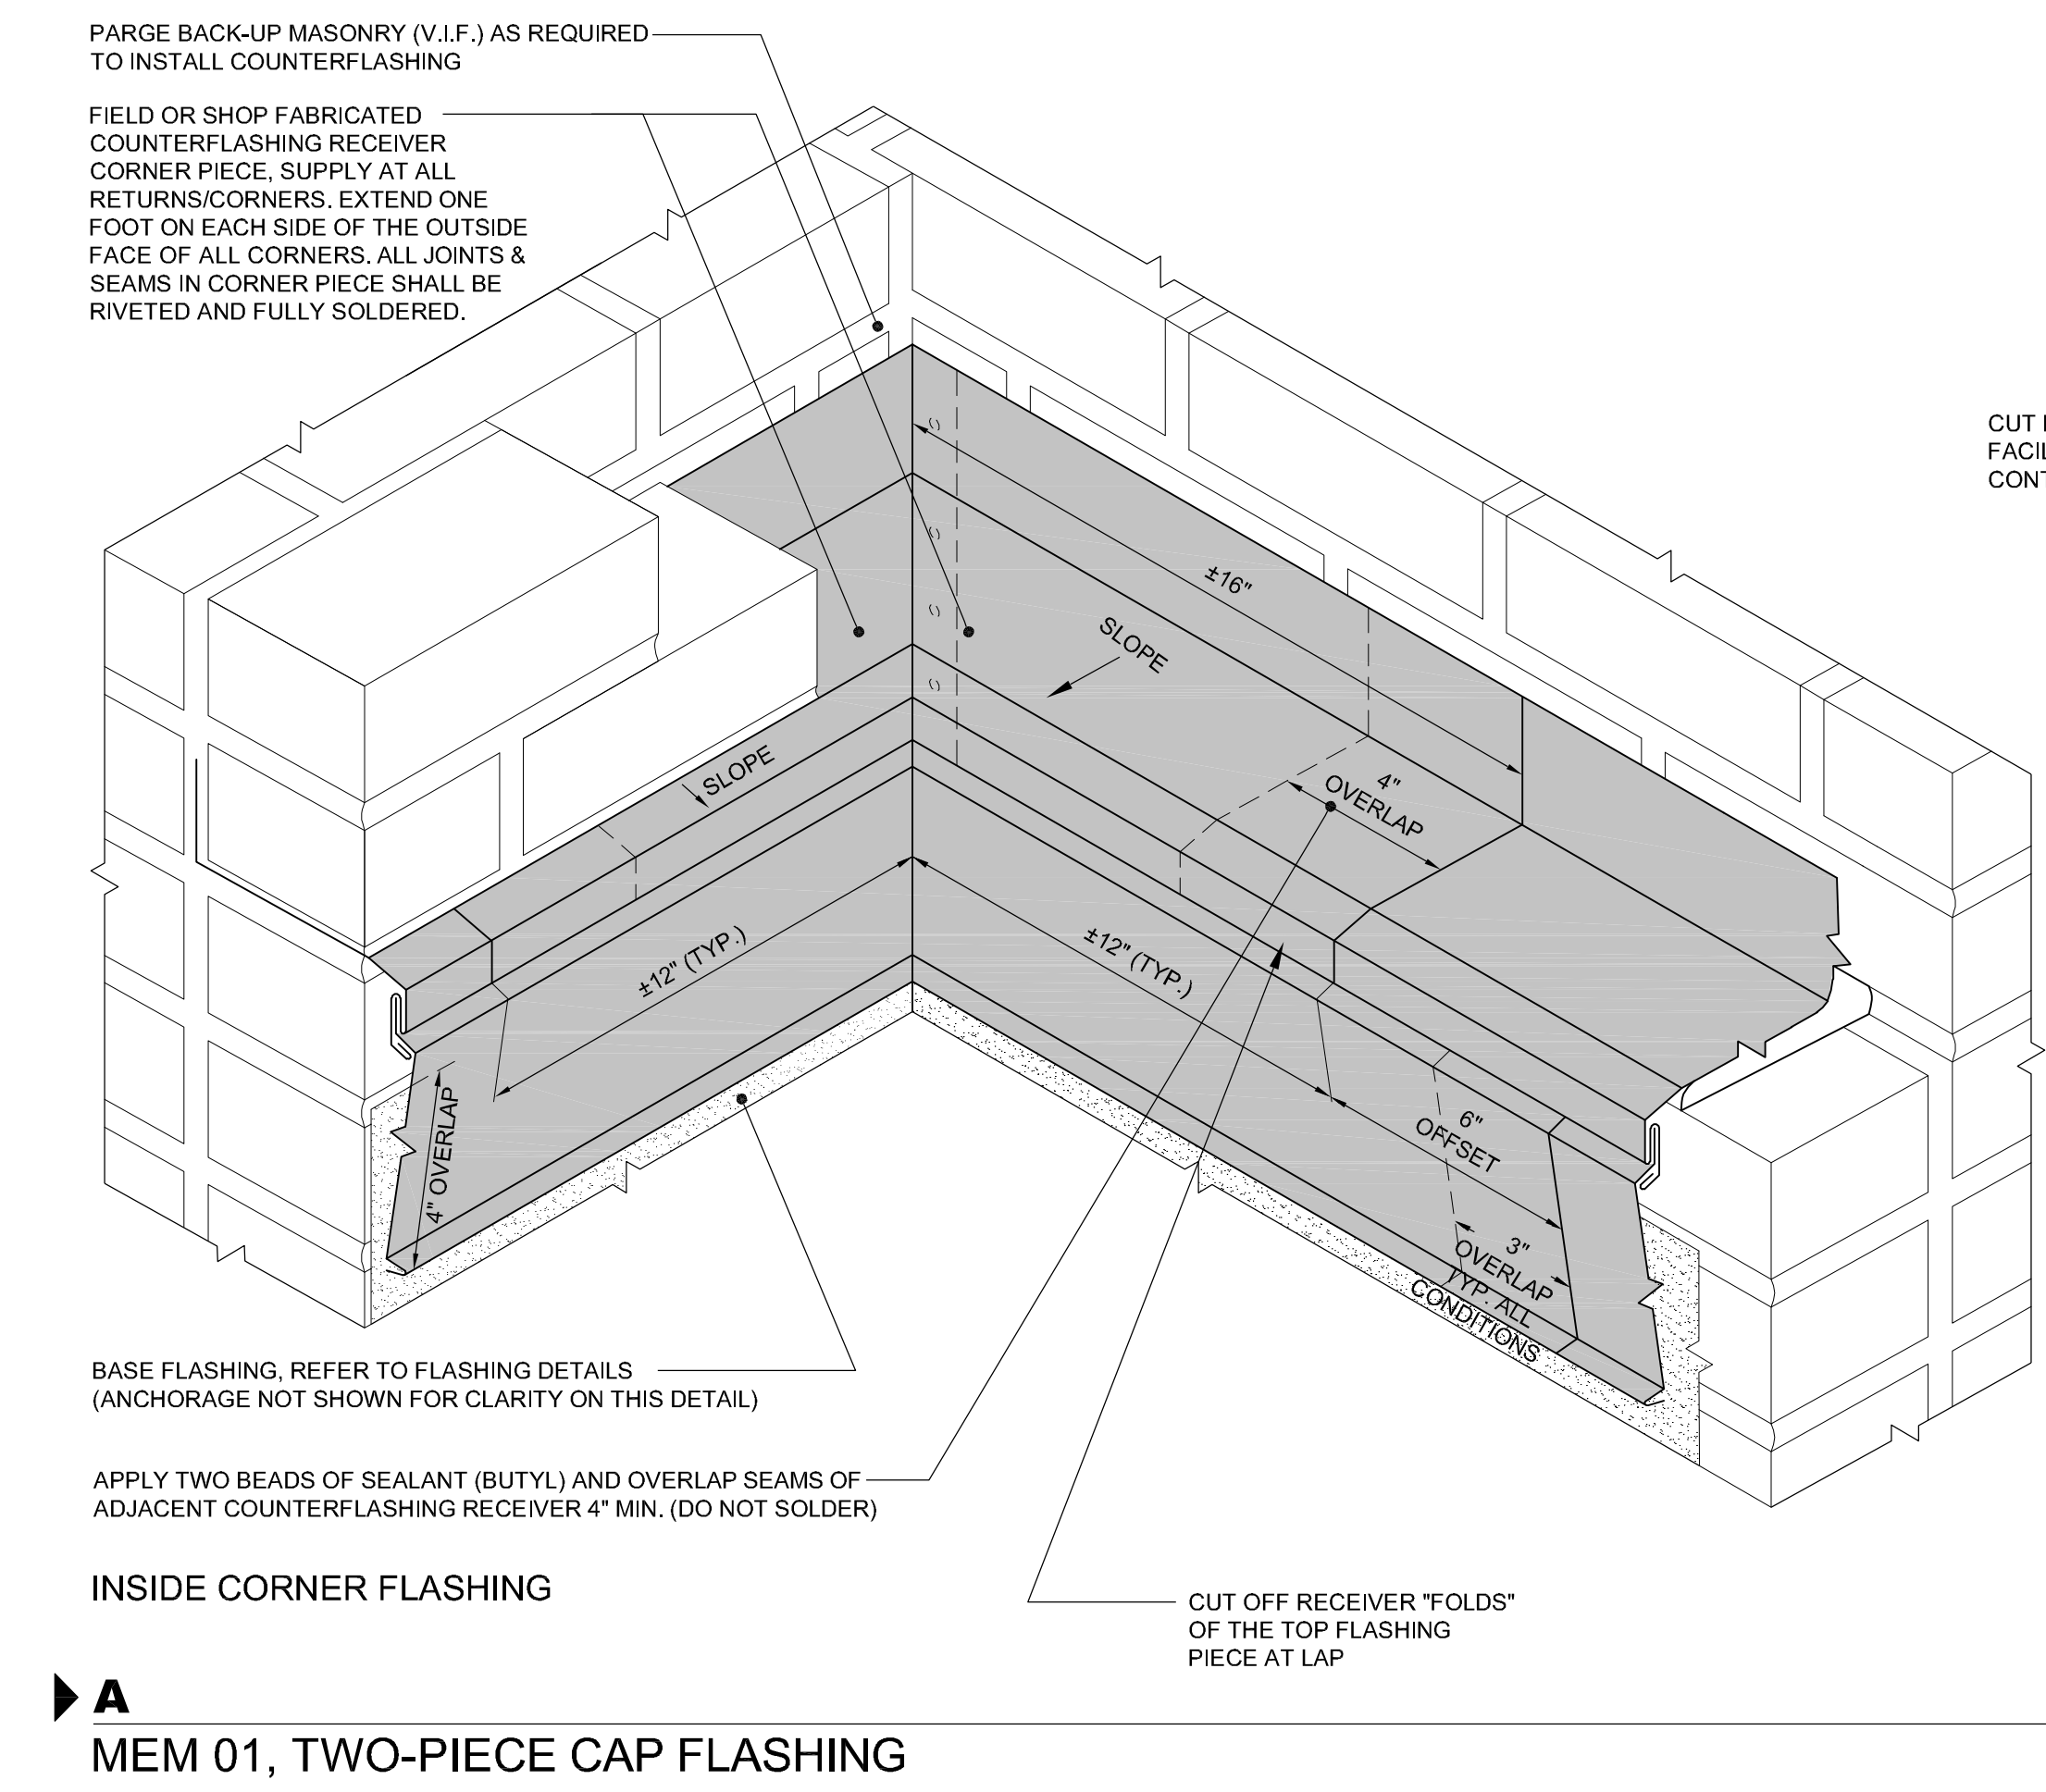 PARGE BACK-UP MASONRY (V.I.F.) AS REQUIRED
TO INSTALL COUNTERFLASHING
FIELD OR SHOP FABRICATED
COUNTERFLASHING RECEIVER
CORNER PIECE, SUPPLY AT ALL
RETURNS/CORNERS. EXTEND ONE
FOOT ON EACH SIDE OF THE OUTSIDE
FACE OF ALL CORNERS. ALL JOINTS &
SEAMS IN CORNER PIECE SHALL BE
RIVETED AND FULLY SOLDERED.
CUT
FACIL
CONT
±16"
SLOPE
SLOPE
4"
OVERLAP
±12" (TYP.)
±12" (TYP.)
4" OVERLAP
6"
OFFSET
3"
OVERLAP
TYP. ALL
CONDITIONS
BASE FLASHING, REFER TO FLASHING DETAILS
(ANCHORAGE NOT SHOWN FOR CLARITY ON THIS DETAIL)
APPLY TWO BEADS OF SEALANT (BUTYL) AND OVERLAP SEAMS OF
ADJACENT COUNTERFLASHING RECEIVER 4" MIN. (DO NOT SOLDER)
INSIDE CORNER FLASHING
CUT OFF RECEIVER "FOLDS"
OF THE TOP FLASHING
PIECE AT LAP
A
MEM 01, TWO-PIECE CAP FLASHING